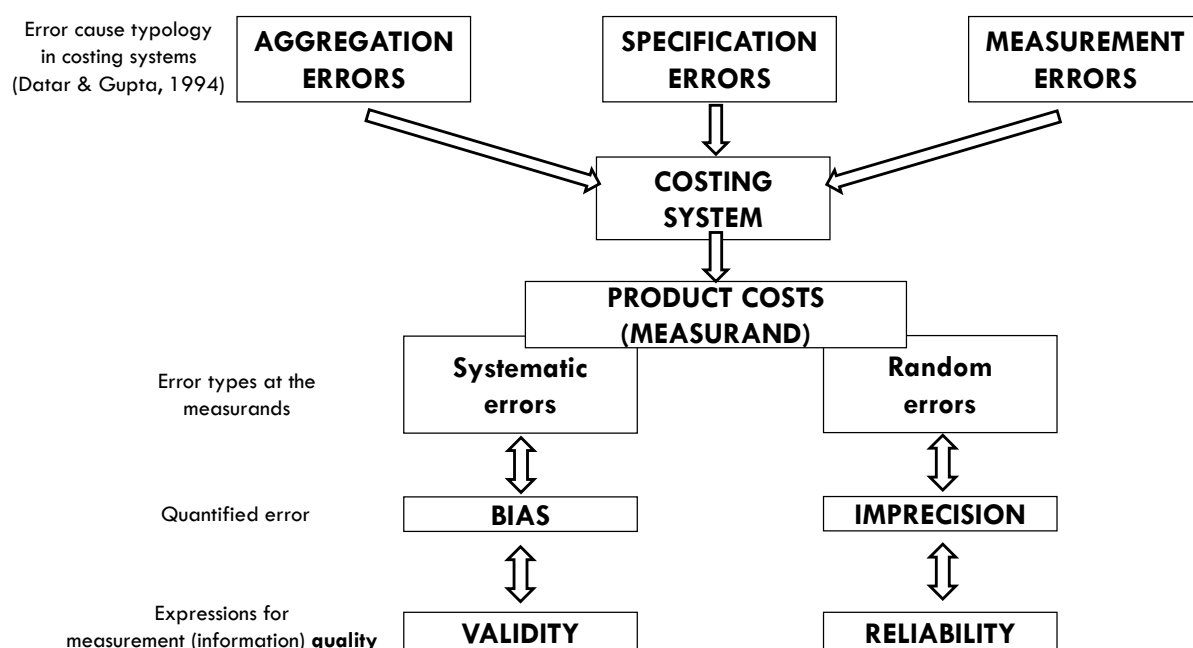 Error cause typology
in costing systems
(Datar & Gupta, 1994)
AGGREGATION
ERRORS
SPECIFICATION
ERRORS
MEASUREMENT
ERRORS
COSTING
SYSTEM
PRODUCT COSTS
(MEASURAND)
Error types at the
measurands
Systematic
errors
Random
errors
Quantified error
BIAS
IMPRECISION
Expressions for
measurement (information) quality
VALIDITY
RELIABILITY